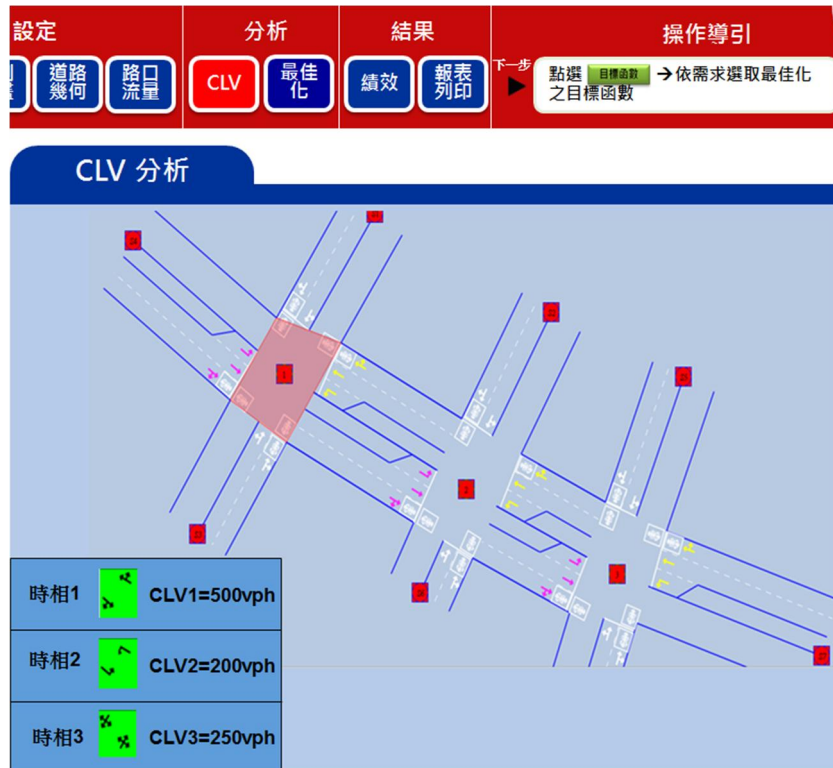 設定
分析
結果
操作導引
道路
幾何
路口
流量
CLV
最佳
化
績效
報表
列印
下一步
點選 目標函數 →依需求選取最佳化
之目標函數
CLV 分析
1
時相1 CLV1=500vph
時相2 CLV2=200vph
時相3 CLV3=250vph